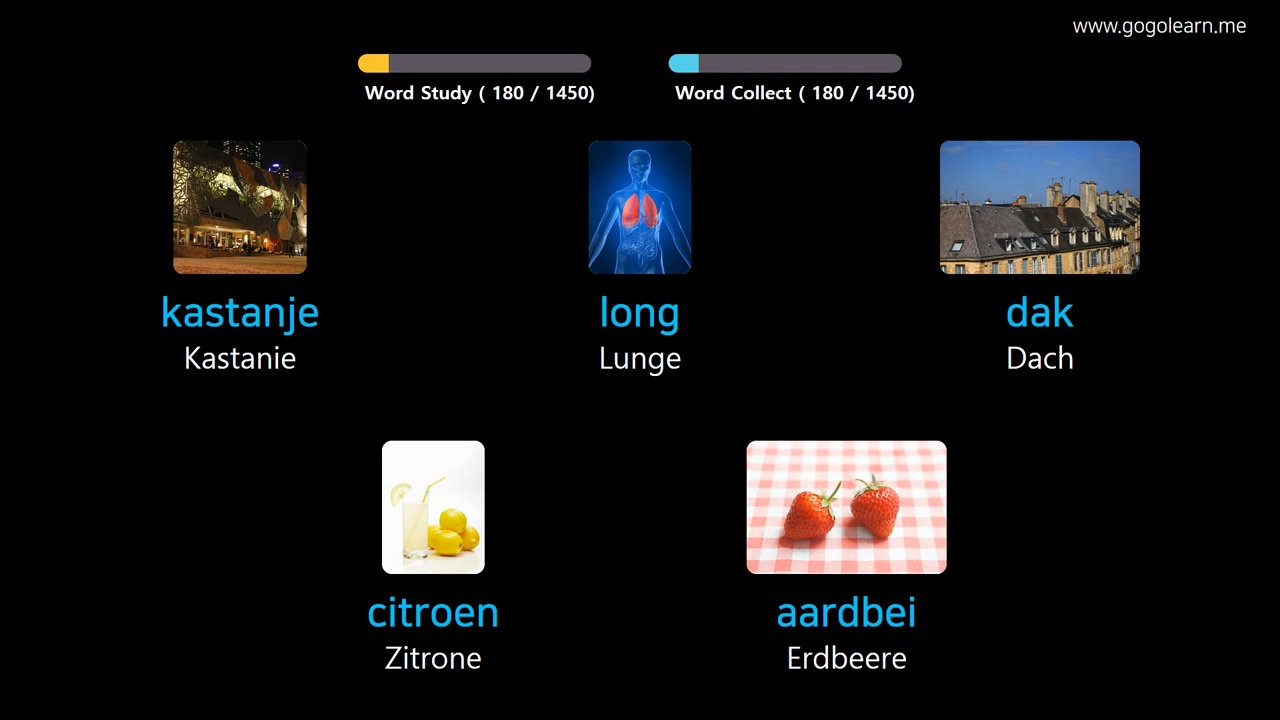 www.gogolearn.me
Word Study ( 180 / 1450)
Word Collect ( 180 / 1450)
kastanje
Kastanie
long
Lunge
dak
Dach
citroen
Zitrone
aardbei
Erdbeere